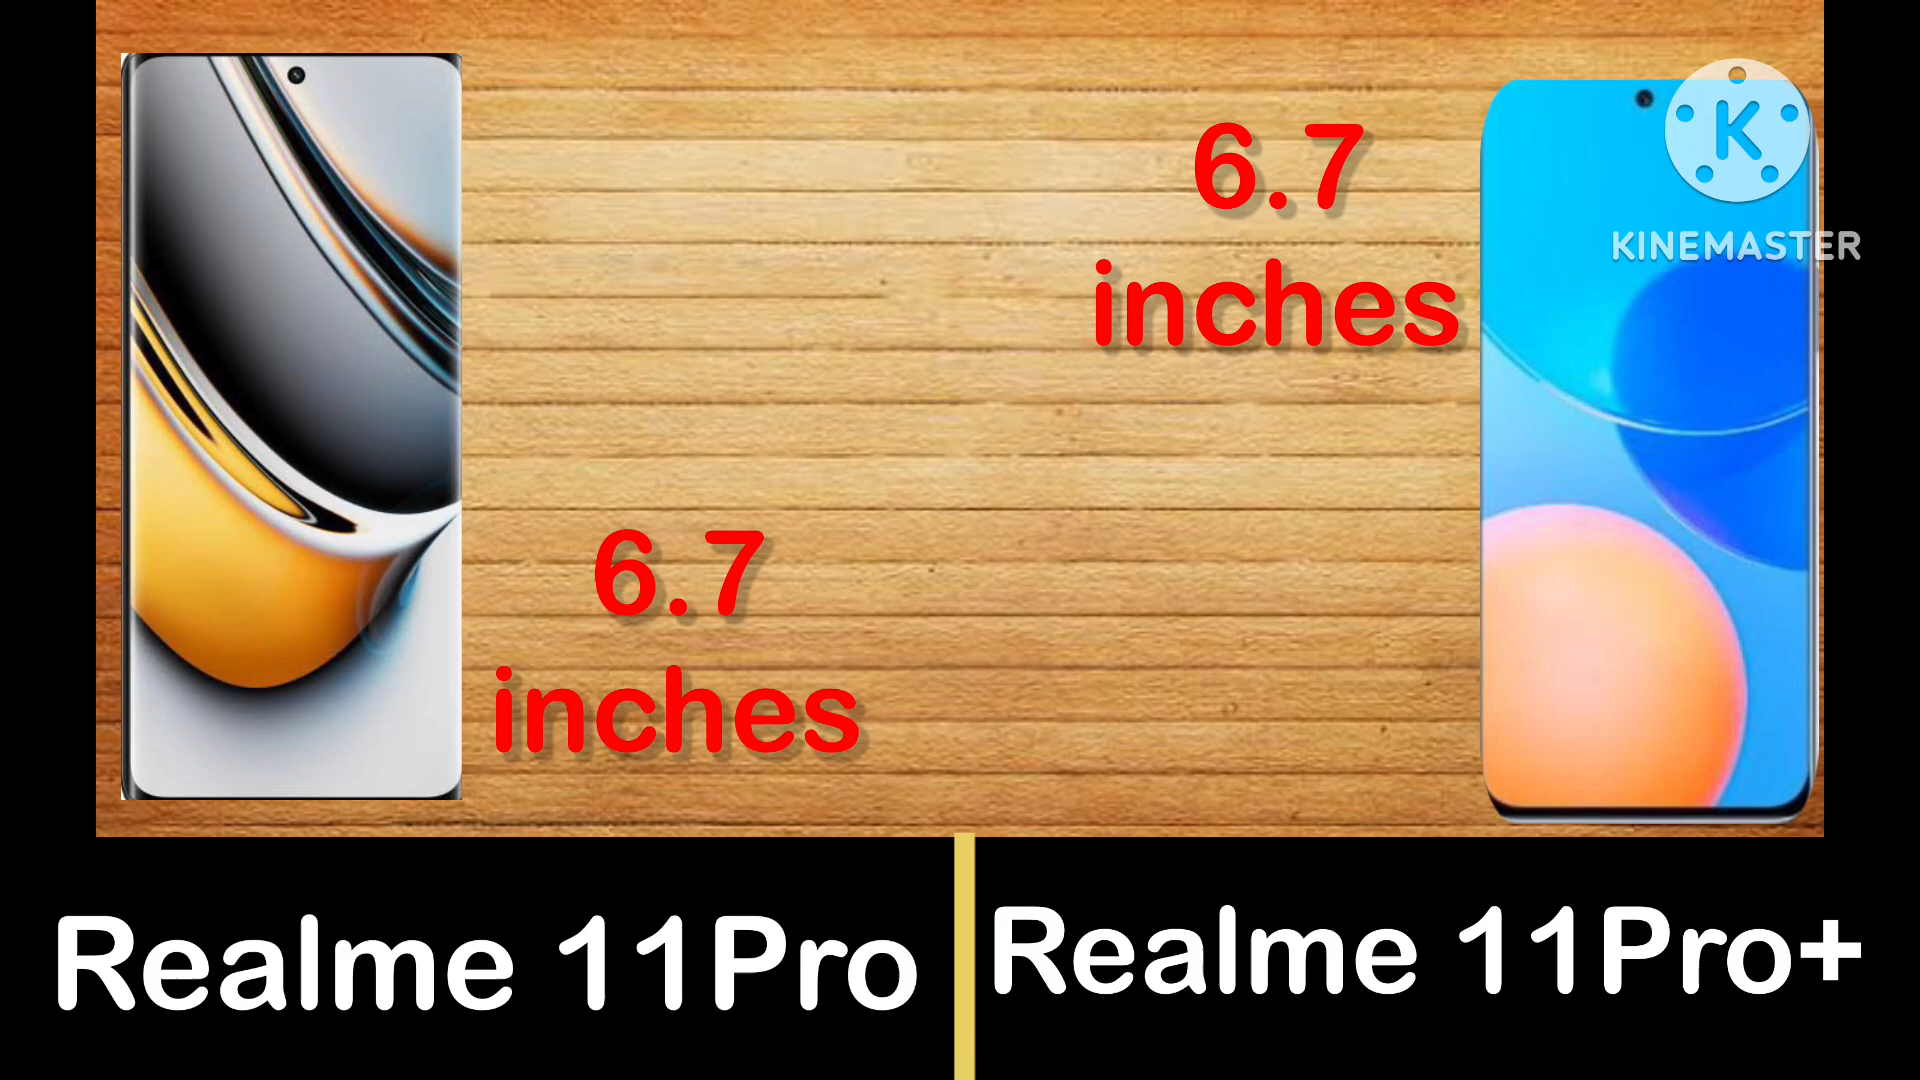 6.7
inches
K
KINEMASTER
6.7
inches
Realme 11Pro
Realme 11Pro+